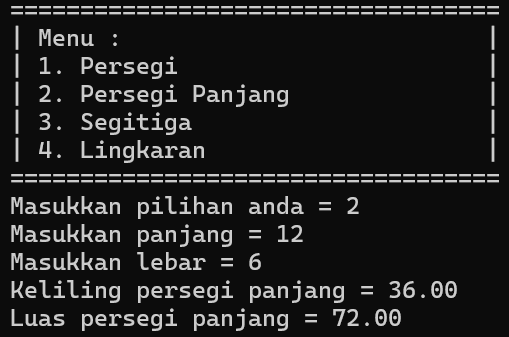 ===================================
| Menu :                          |
| 1. Persegi                      |
| 2. Persegi Panjang              |
| 3. Segitiga                     |
| 4. Lingkaran                    |
===================================
Masukkan pilihan anda = 2
Masukkan panjang = 12
Masukkan lebar = 6
Keliling persegi panjang = 36.00
Luas persegi panjang = 72.00